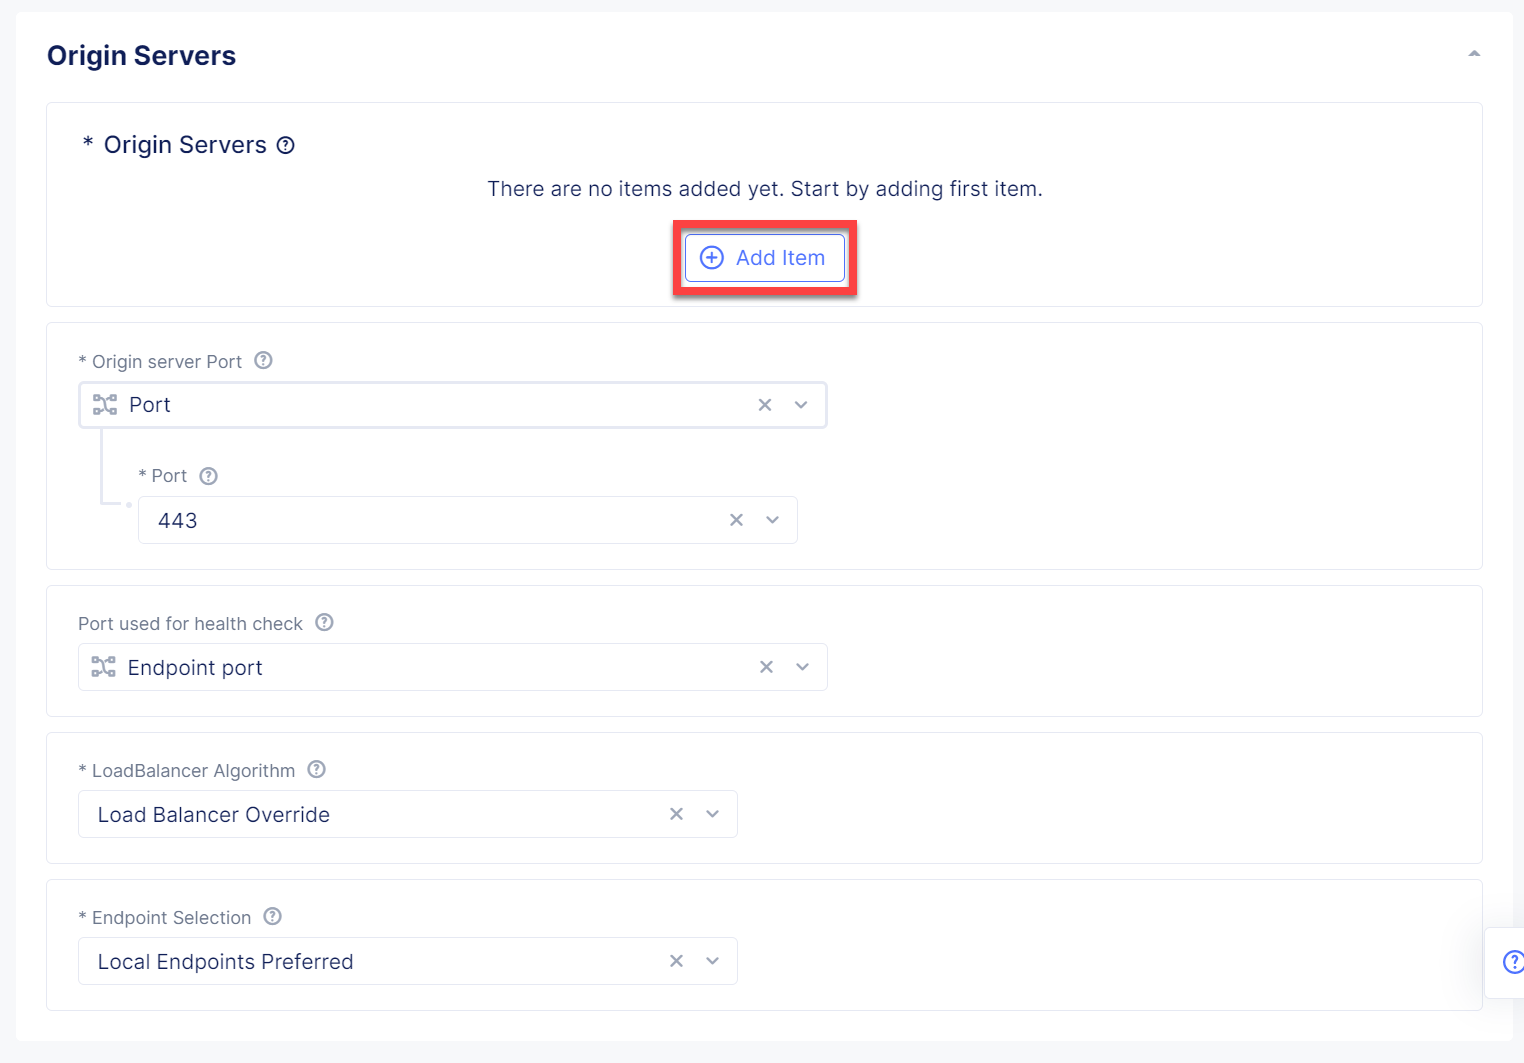 Origin Servers
* Origin Servers
There are no items added yet. Start by adding first item.
Add Item
* Origin server Port
Port
* Port
443
Port used for health check
Endpoint port
* LoadBalancer Algorithm
Load Balancer Override
* Endpoint Selection
Local Endpoints Preferred